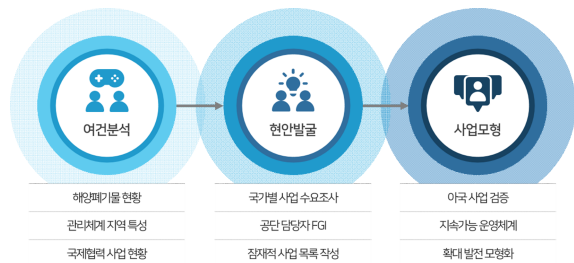 여건분석
현안발굴
사업모형
해양폐기물 현황
국가별 사업 수요조사
아국 사업 검증
관리체계 지역 특성
공단 담당자 FGI
지속가능 운영체계
국제협력 사업 현황
잠재적 사업 목록 작성
확대 발전 모형화